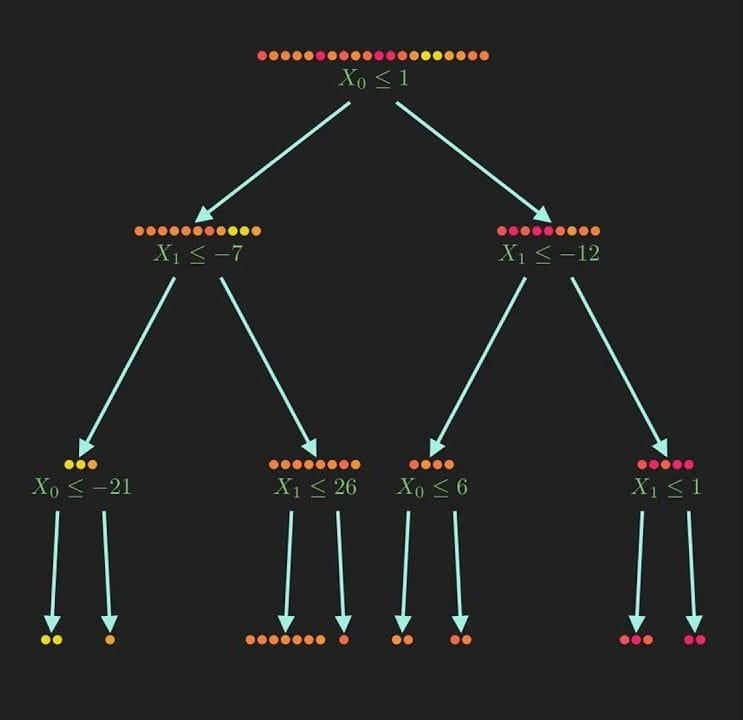 X₀ ≤ 1
X₁ ≤ −7
X₁ ≤ −12
X₀ ≤ −21
X₁ ≤ 26
X₀ ≤ 6
X₁ ≤ 1